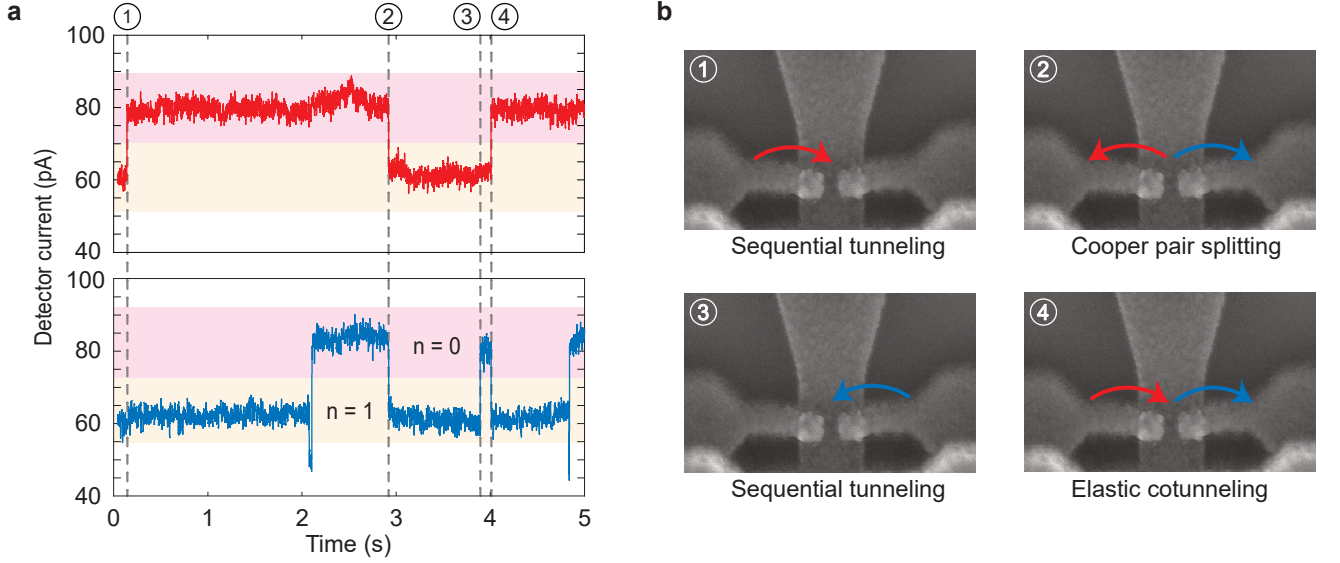 a
① ② ③ ④
100
80
60
40
100
80
60
40
Detector current (pA)
n = 0
n = 1
0 1 2 3 4 5
Time (s)
b
①
Sequential tunneling
②
Cooper pair splitting
③
Sequential tunneling
④
Elastic cotunneling